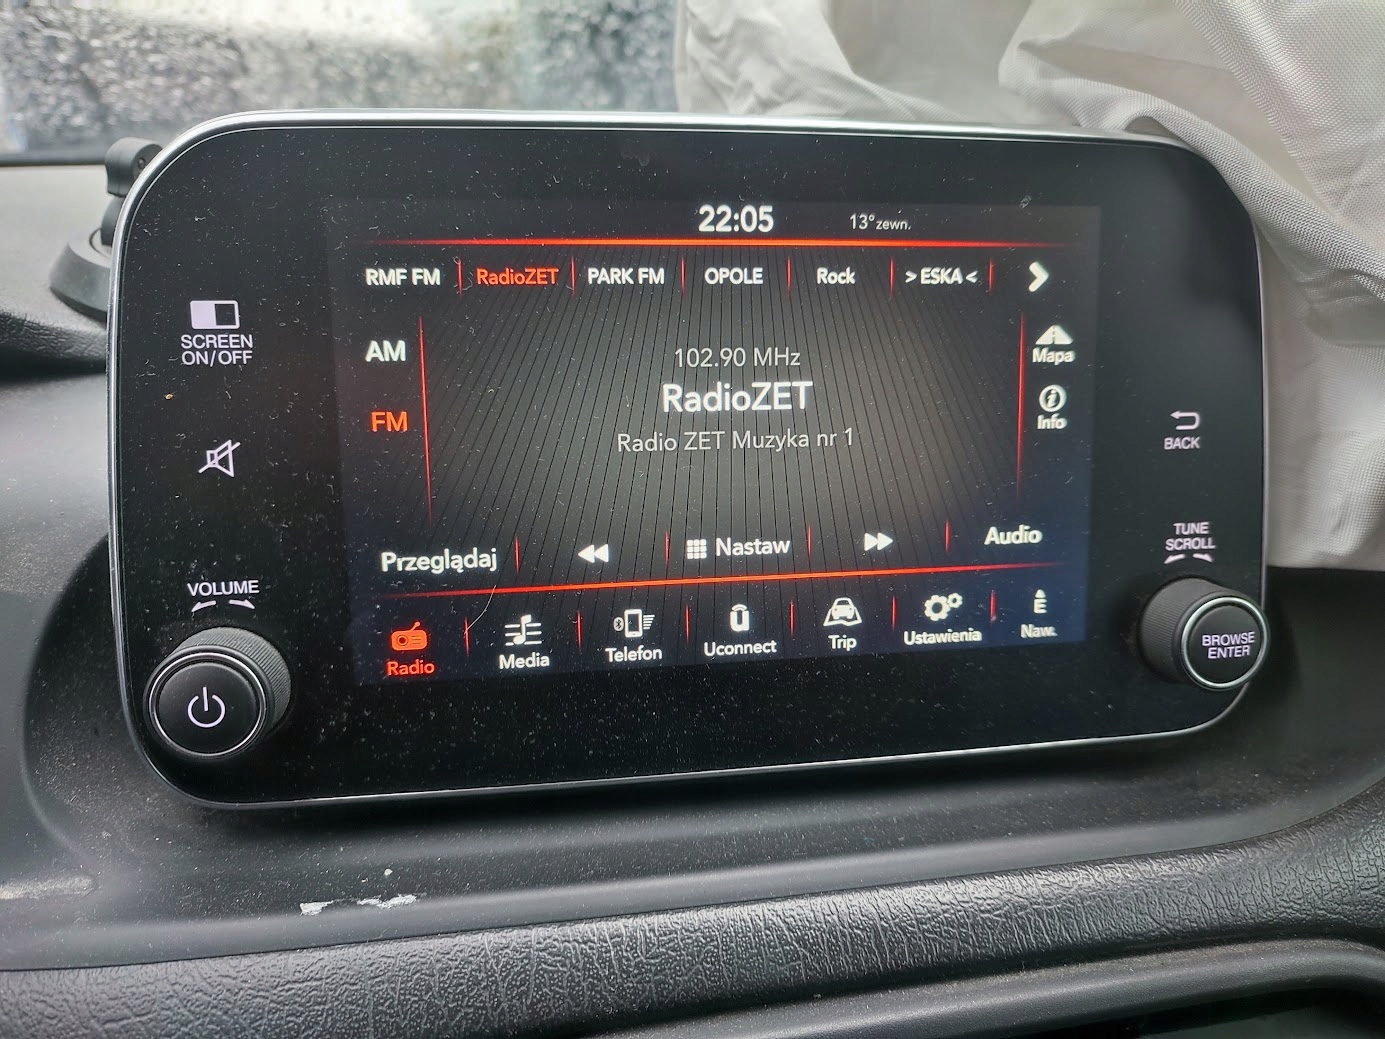 22:05 13° zewn.
RMF FM RadioZET PARK FM OPOLE Rock > ESKA <
AM
FM
102.90 MHz
RadioZET
Radio ZET Muzyka nr 1
Mapa
Info
Przeglądaj Nastaw Audio
Radio Media Telefon Uconnect Trip Ustawienia Naw.
SCREEN
ON/OFF
VOLUME
BACK
TUNE
SCROLL
BROWSE
ENTER